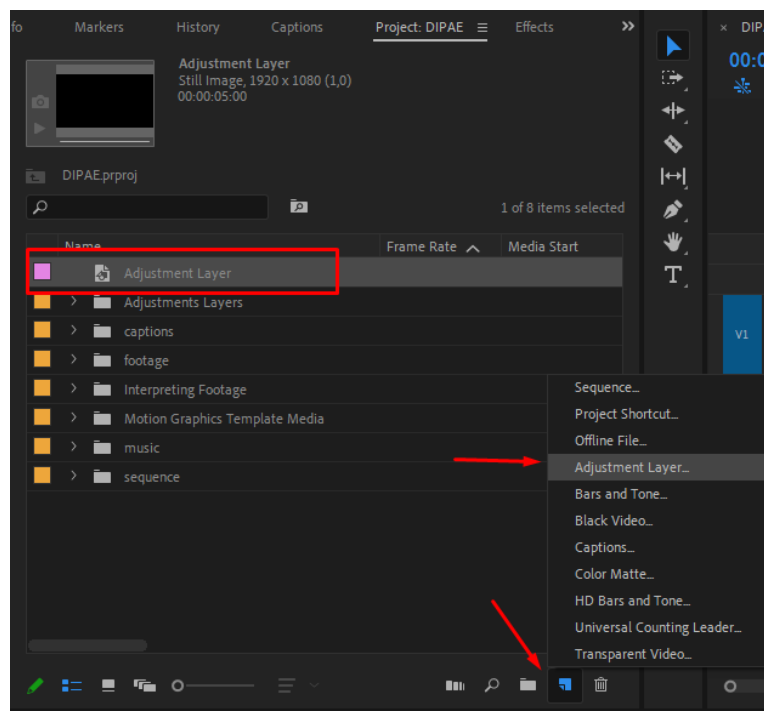 fo Markers History Captions Project: DIPAE Effects
× DIP
Adjustment Layer
Still Image, 1920 x 1080 (1,0)
00:00:05:00
00:0
DIPAE.prproj
1 of 8 items selected
Name Frame Rate Media Start
Adjustment Layer
Adjustments Layers
captions
footage
Interpreting Footage
Motion Graphics Template Media
music
sequence
T
V1
Sequence...
Project Shortcut...
Offline File...
Adjustment Layer...
Bars and Tone...
Black Video...
Captions...
Color Matte...
HD Bars and Tone...
Universal Counting Leader...
Transparent Video...